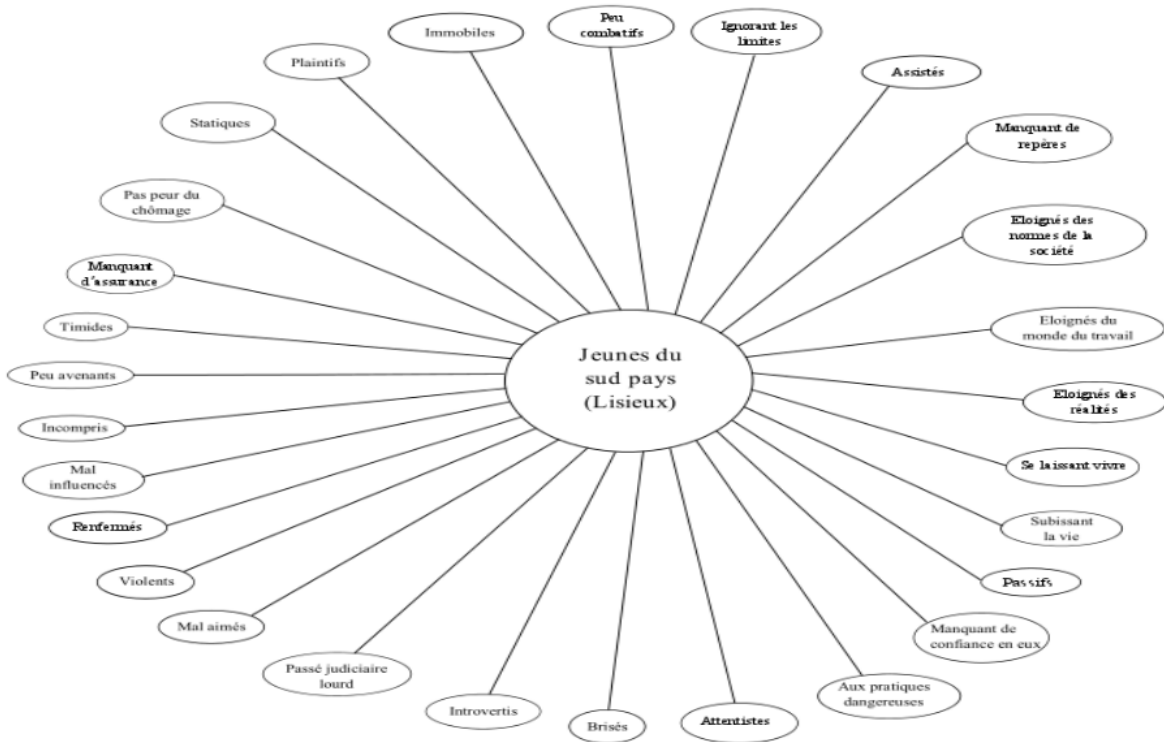 Immobiles
Peu
combatifs
Ignorant les
limites
Assistés
Manquant de
repères
Eloignés des
normes de la
société
Eloignés du
monde du travail
Eloignés des
réalités
Se laissant vivre
Subissant
la vie
Passifs
Manquant de
confiance en eux
Aux pratiques
dangereuses
Attentistes
Brisés
Introvertis
Passé judiciaire
lourd
Mal aimés
Violents
Renfermés
Mal
influencés
Incompris
Peu avenants
Timides
Manquant
d'assurance
Pas peur du
chômage
Statiques
Plaintifs
Jeunes du
sud pays
(Lisieux)